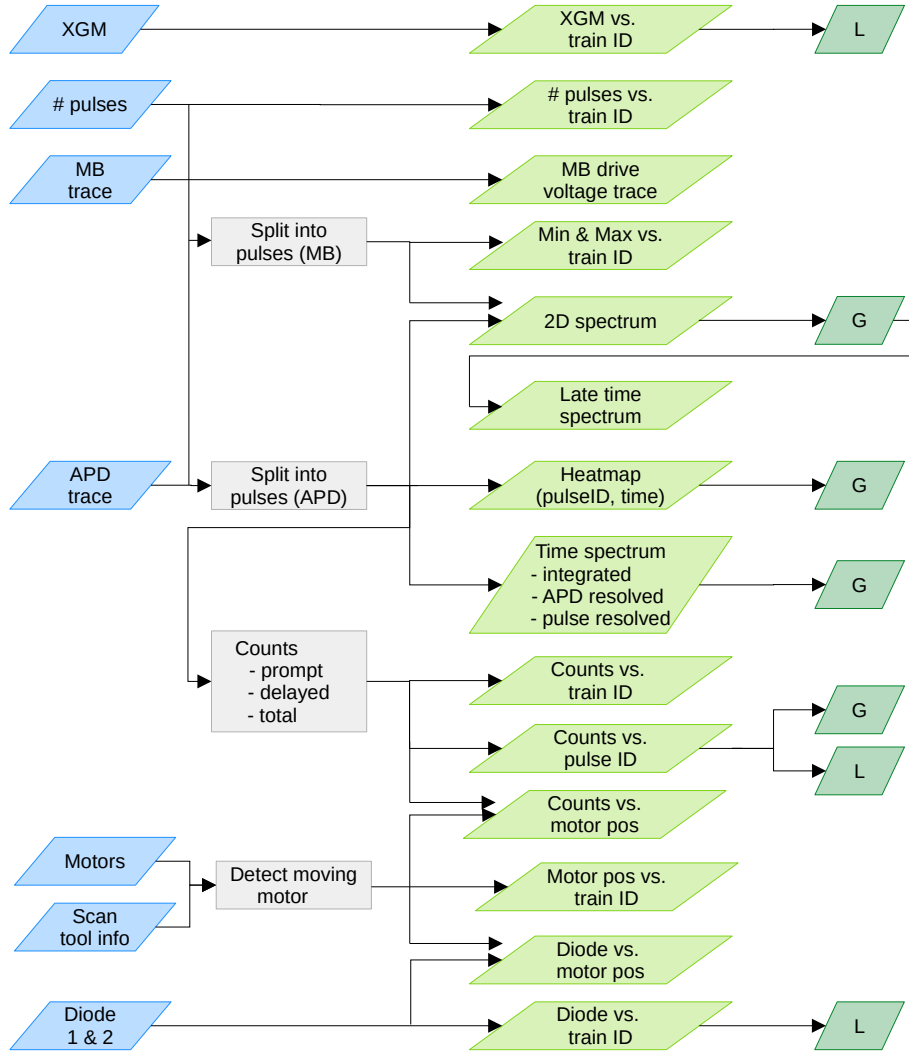 XGM
XGM vs.
train ID
L
# pulses
# pulses vs.
train ID
MB
trace
MB drive
voltage trace
Split into
pulses (MB)
Min & Max vs.
train ID
2D spectrum
G
Late time
spectrum
APD
trace
Split into
pulses (APD)
Heatmap
(pulseID, time)
G
Time spectrum
- integrated
- APD resolved
- pulse resolved
G
Counts
- prompt
- delayed
- total
Counts vs.
train ID
G
Counts vs.
pulse ID
L
Counts vs.
motor pos
Motors
Detect moving
motor
Motor pos vs.
train ID
Scan
tool info
Diode vs.
motor pos
Diode
1 & 2
Diode vs.
train ID
L